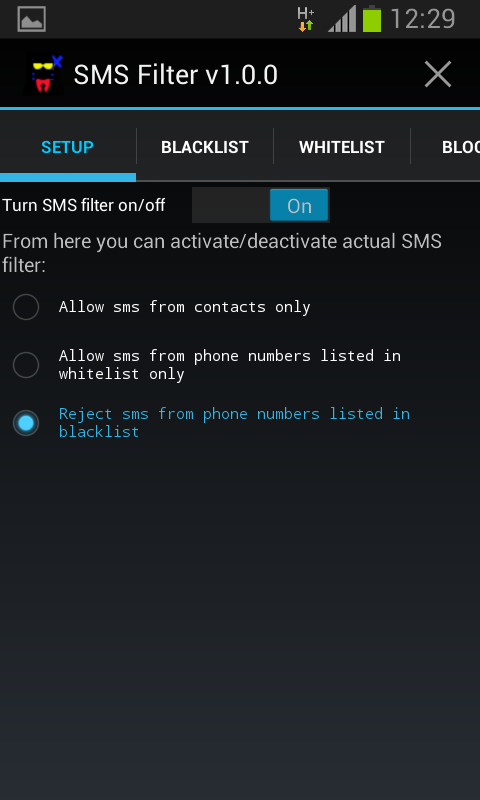 H+ 12:29
SMS Filter v1.0.0
SETUP BLACKLIST WHITELIST BLOC
Turn SMS filter on/off On
From here you can activate/deactivate actual SMS
filter:
Allow sms from contacts only
Allow sms from phone numbers listed in
whitelist only
Reject sms from phone numbers listed in
blacklist